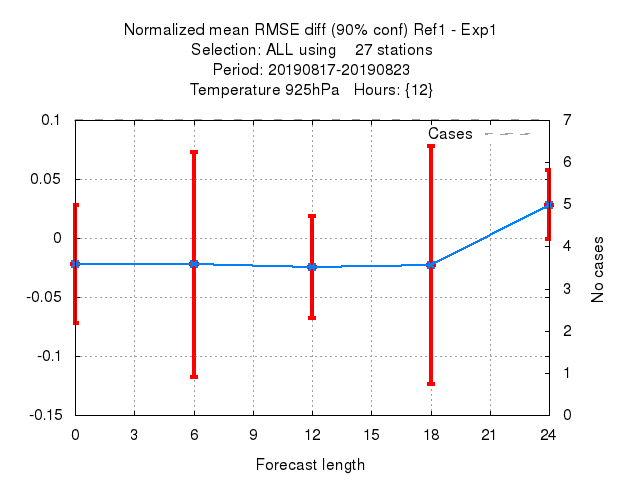 Normalized mean RMSE diff (90% conf) Ref1 - Exp1
Selection: ALL using    27 stations
Period: 20190817-20190823
Temperature 925hPa   Hours: {12}
Cases
0.1
0.05
0
-0.05
-0.1
-0.15
7
6
5
4
3
2
1
0
No cases
0 3 6 9 12 15 18 21 24
Forecast length